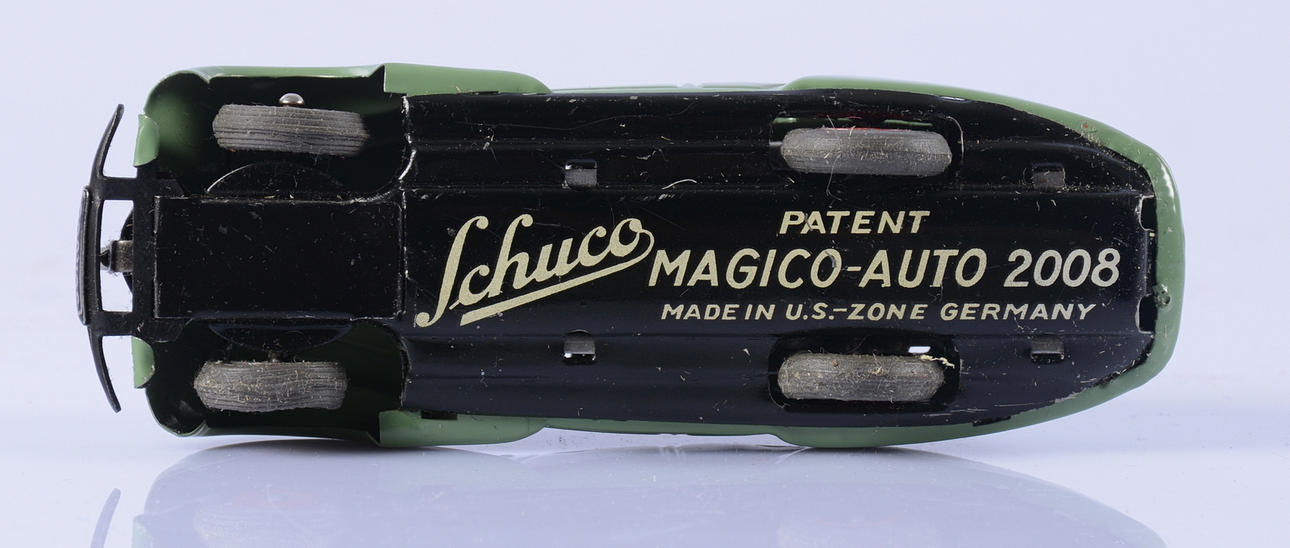 Schuco
PATENT
MAGICO-AUTO 2008
MADE IN U.S.-ZONE GERMANY